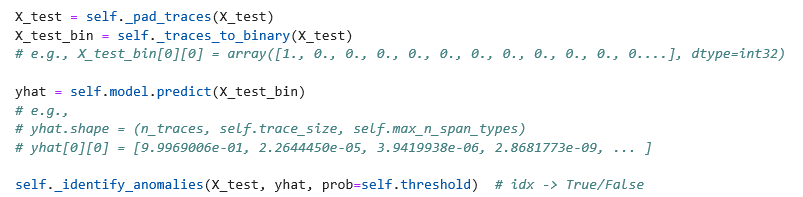 X_test = self._pad_traces(X_test)
X_test_bin = self._traces_to_binary(X_test)
# e.g., X_test_bin[0][0] = array([1., 0., 0., 0., 0., 0., 0., 0., 0., 0., 0., 0....], dtype=int32)
yhat = self.model.predict(X_test_bin)
# e.g.,
# yhat.shape = (n_traces, self.trace_size, self.max_n_span_types)
# yhat[0][0] = [9.9969006e-01, 2.2644450e-05, 3.9419938e-06, 2.8681773e-09, ... ]
self._identify_anomalies(X_test, yhat, prob=self.threshold)  # idx -> True/False